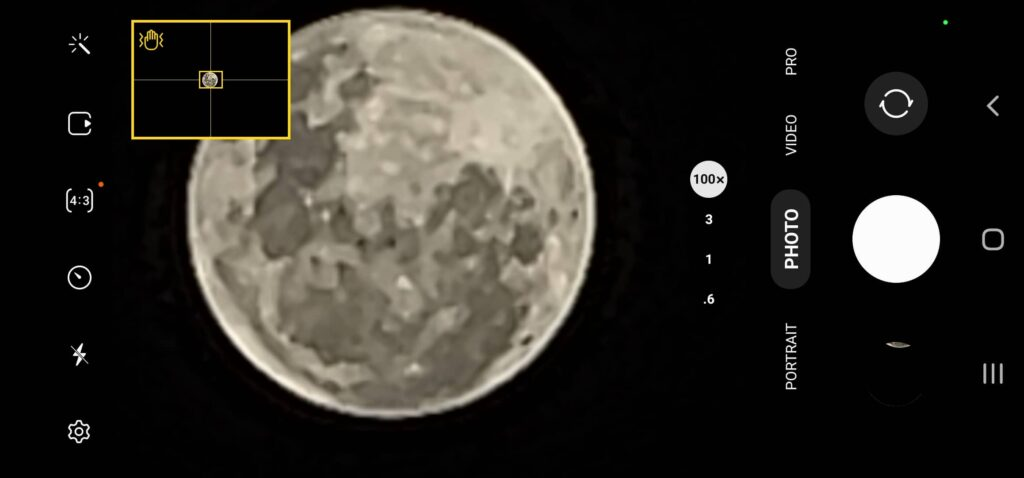 4:3
100×
3
1
.6
PRO
VIDEO
PHOTO
PORTRAIT